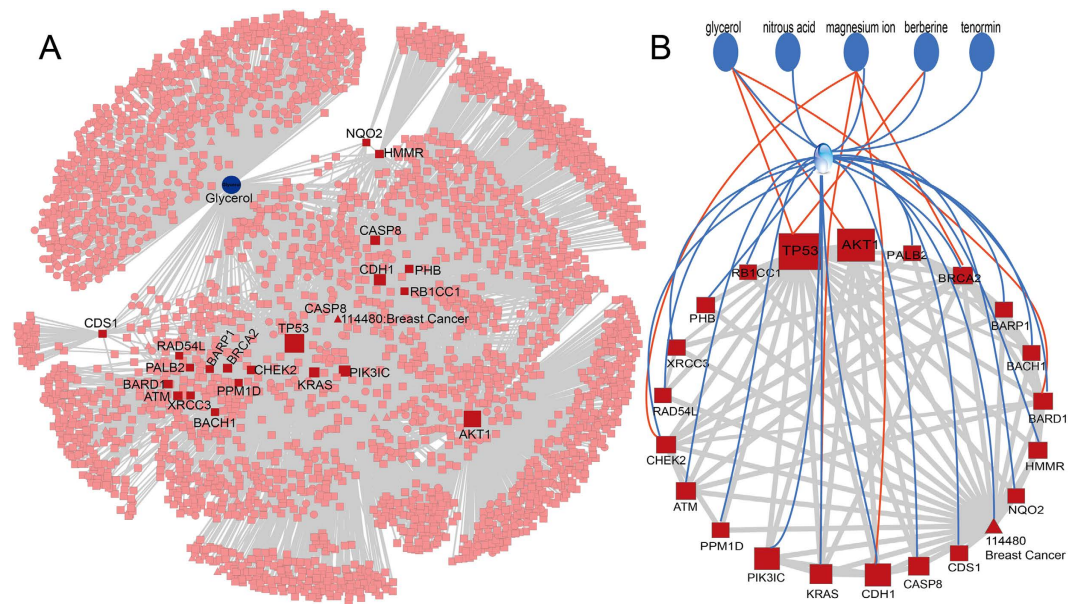 A
NQO2
HMMR
Glycerol
CASP8
CDH1
PHB
RB1CC1
CASP8
114480:Breast Cancer
CDS1
TP53
RAD54L
BARP1
BRCA2
PALB2
CHEK2
KRAS
PIK3IC
BARD1
PPM1D
ATM
XRCC3
BACH1
AKT1
B
glycerol
nitrous acid
magnesium ion
berberine
tenormin
TP53
AKT1
PALB2
RB1CC1
BRCA2
PHB
BARP1
XRCC3
BACH1
RAD54L
BARD1
CHEK2
HMMR
ATM
NQO2
PPM1D
114480
Breast Cancer
PIK3IC
KRAS
CDH1
CASP8
CDS1